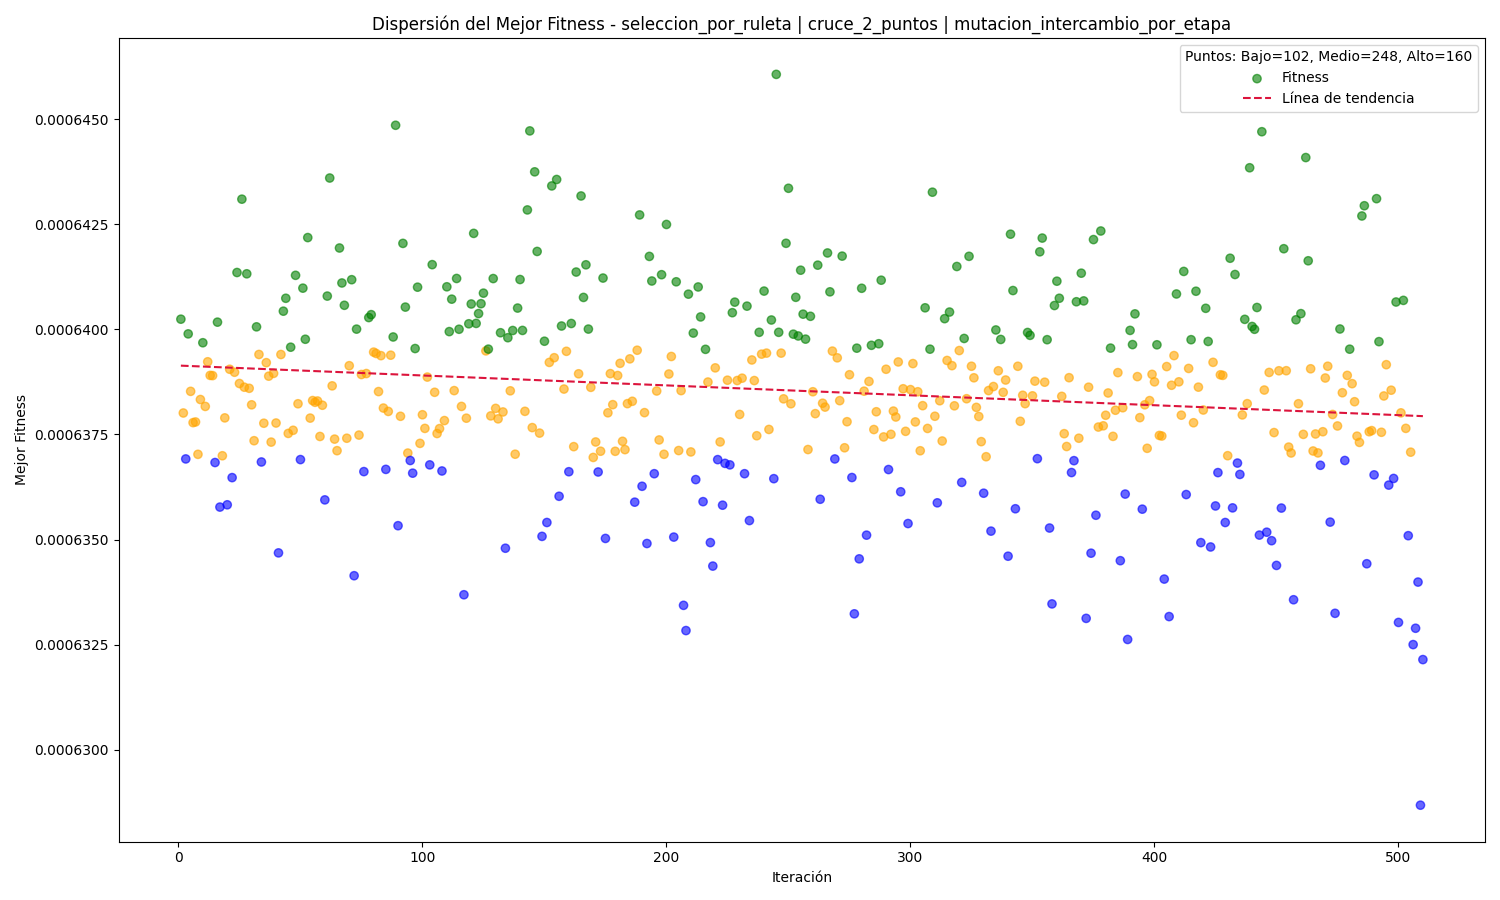 Dispersión del Mejor Fitness - seleccion_por_ruleta | cruce_2_puntos | mutacion_intercambio_por_etapa
Puntos: Bajo=102, Medio=248, Alto=160
Fitness
Línea de tendencia
Mejor Fitness
0.0006450
0.0006425
0.0006400
0.0006375
0.0006350
0.0006325
0.0006300
0 100 200 300 400 500
Iteración